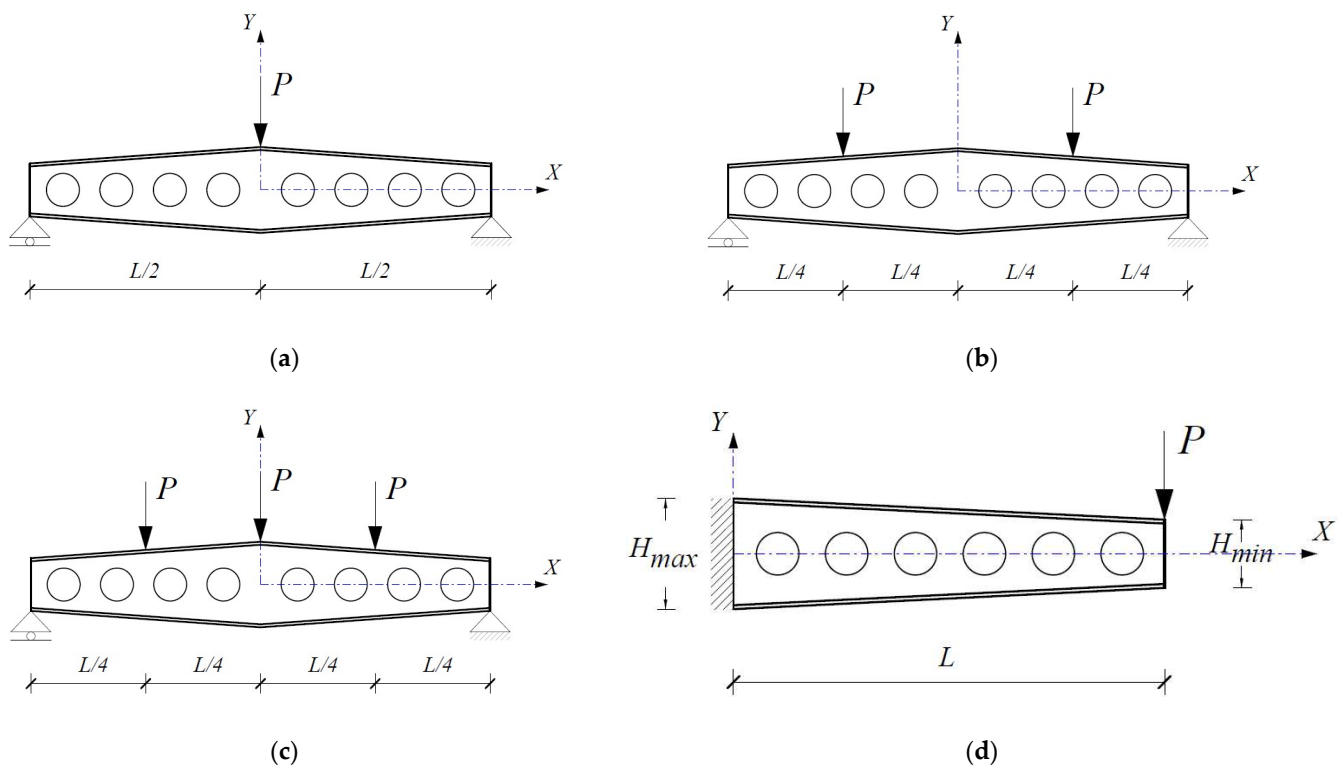 Y
P
X
L/2 L/2
(a)
Y
P P
X
L/4 L/4 L/4 L/4
(b)
Y
P P P
X
L/4 L/4 L/4 L/4
(c)
Y
P
Hmax
Hmin
X
L
(d)